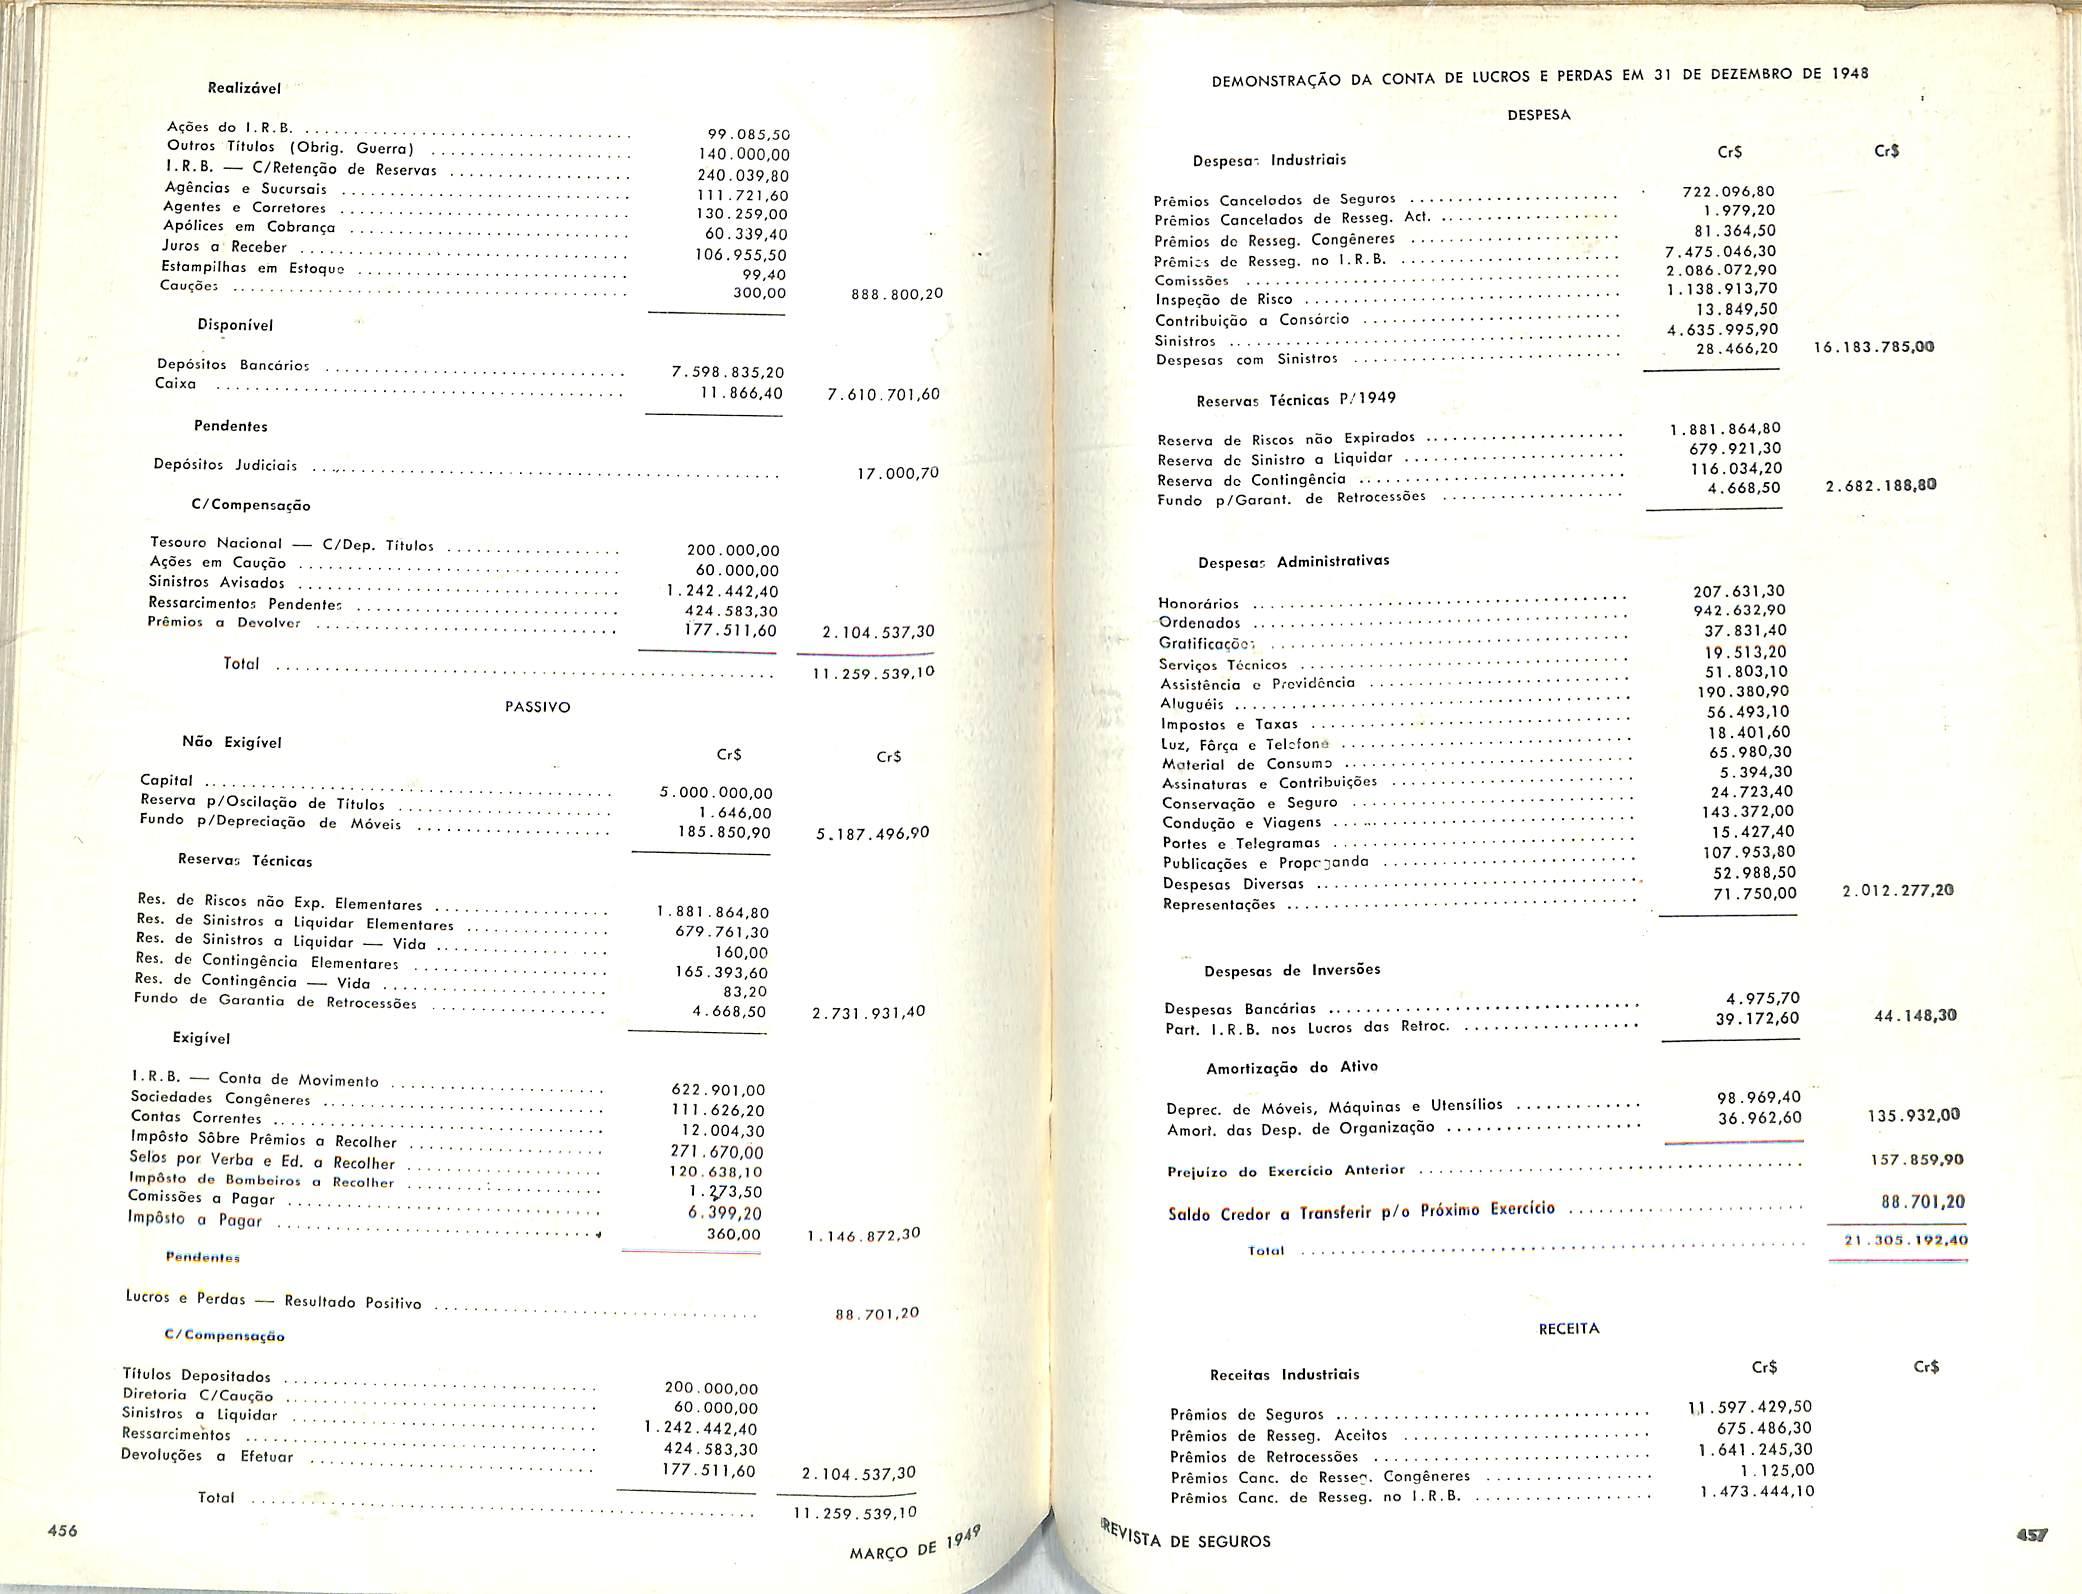 Realizável
Ações do I.R.B. 99.085,50
Outros Títulos (Obrig. Guerra) 140.000,00
I.R.B. — C/Retenção de Reservas 240.039,80
Agências e Sucursais 111.721,60
Agentes e Corretores 130.259,00
Apólices em Cobrança 60.339,40
Juros a Receber 106.955,50
Estampilhas em Estoque 99,40
Cauções 300,00 888.800,20
Disponível
Depósitos Bancários 7.598.835,20
Caixa 11.866,40 7.610.701,60
Pendentes
Depósitos Judiciais 17.000,70
C/Compensação
Tesouro Nacional — C/Dep. Títulos 200.000,00
Ações em Caução 60.000,00
Sinistros Avisados 1.242.442,40
Ressarcimentos Pendentes 424.583,30
Prêmios a Devolver 177.511,60 2.104.537,30
Total 11.259.539,10
PASSIVO
Não Exigível Cr$ Cr$
Capital 5.000.000,00
Reserva p/Oscilação de Títulos 1.646,00
Fundo p/Depreciação de Móveis 185.850,90 5.187.496,90
Reservas Técnicas
Res. de Riscos não Exp. Elementares 1.881.864,80
Res. de Sinistros a Liquidar Elementares 679.761,30
Res. de Sinistros a Liquidar — Vida 160,00
Res. de Contingência Elementares 165.393,60
Res. de Contingência — Vida 83,20
Fundo de Garantia de Retrocessões 4.668,50 2.731.931,40
Exigível
I.R.B. — Conta de Movimento 622.901,00
Sociedades Congêneres 111.626,20
Contas Correntes 12.004,30
Impôsto Sôbre Prêmios a Recolher 271.670,00
Selos por Verba e Ed. a Recolher 120.638,10
Impôsto de Bombeiros a Recolher 1.273,50
Comissões a Pagar 6.399,20
Impôsto a Pagar 360,00 1.146.872,30
Pendentes
Lucros e Perdas — Resultado Positivo 88.701,20
C/Compensação
Títulos Depositados 200.000,00
Diretoria C/Caução 60.000,00
Sinistros a Liquidar 1.242.442,40
Ressarcimentos 424.583,30
Devoluções a Efetuar 177.511,60 2.104.537,30
Total 11.259.539,10
456
MARÇO DE 1949
DEMONSTRAÇÃO DA CONTA DE LUCROS E PERDAS EM 31 DE DEZEMBRO DE 1948
DESPESA
Despesas Industriais Cr$ Cr$
Prêmios Cancelados de Seguros 722.096,80
Prêmios Cancelados de Resseg. Act. 1.979,20
Prêmios de Resseg. Congêneres 81.364,50
Prêmios de Resseg. no I.R.B. 7.475.046,30
Comissões 2.086.072,90
Inspeção de Risco 1.138.913,70
Contribuição a Consórcio 13.849,50
Sinistros 4.635.995,90
Despesas com Sinistros 28.466,20 16.183.785,00
Reservas Técnicas P/1949
Reserva de Riscos não Expirados 1.881.864,80
Reserva de Sinistro a Liquidar 679.921,30
Reserva de Contingência 116.034,20
Fundo p/Garant. de Retrocessões 4.668,50 2.682.188,80
Despesas Administrativas
Honorários 207.631,30
Ordenados 942.632,90
Gratificações 37.831,40
Serviços Técnicos 19.513,20
Assistência e Previdência 51.803,10
Aluguéis 190.380,90
Impostos e Taxas 56.493,10
Luz, Fôrça e Telefone 18.401,60
Material de Consumo 65.980,30
Assinaturas e Contribuições 5.394,30
Conservação e Seguro 24.723,40
Condução e Viagens 143.372,00
Portes e Telegramas 15.427,40
Publicações e Propaganda 107.953,80
Despesas Diversas 52.988,50
Representações 71.750,00 2.012.277,20
Despesas de Inversões
Despesas Bancárias 4.975,70
Part. I.R.B. nos Lucros das Retroc. 39.172,60 44.148,30
Amortização do Ativo
Deprec. de Móveis, Máquinas e Utensílios 98.969,40
Amort. das Desp. de Organização 36.962,60 135.932,00
Prejuízo do Exercício Anterior 157.859,90
Saldo Credor a Transferir p/o Próximo Exercício 88.701,20
Total 21.305.192,40
RECEITA
Receitas Industriais Cr$ Cr$
Prêmios de Seguros 11.597.429,50
Prêmios de Resseg. Aceitos 675.486,30
Prêmios de Retrocessões 1.641.245,30
Prêmios Canc. de Resseg. Congêneres 1.125,00
Prêmios Canc. de Resseg. no I.R.B. 1.473.444,10
REVISTA DE SEGUROS
457